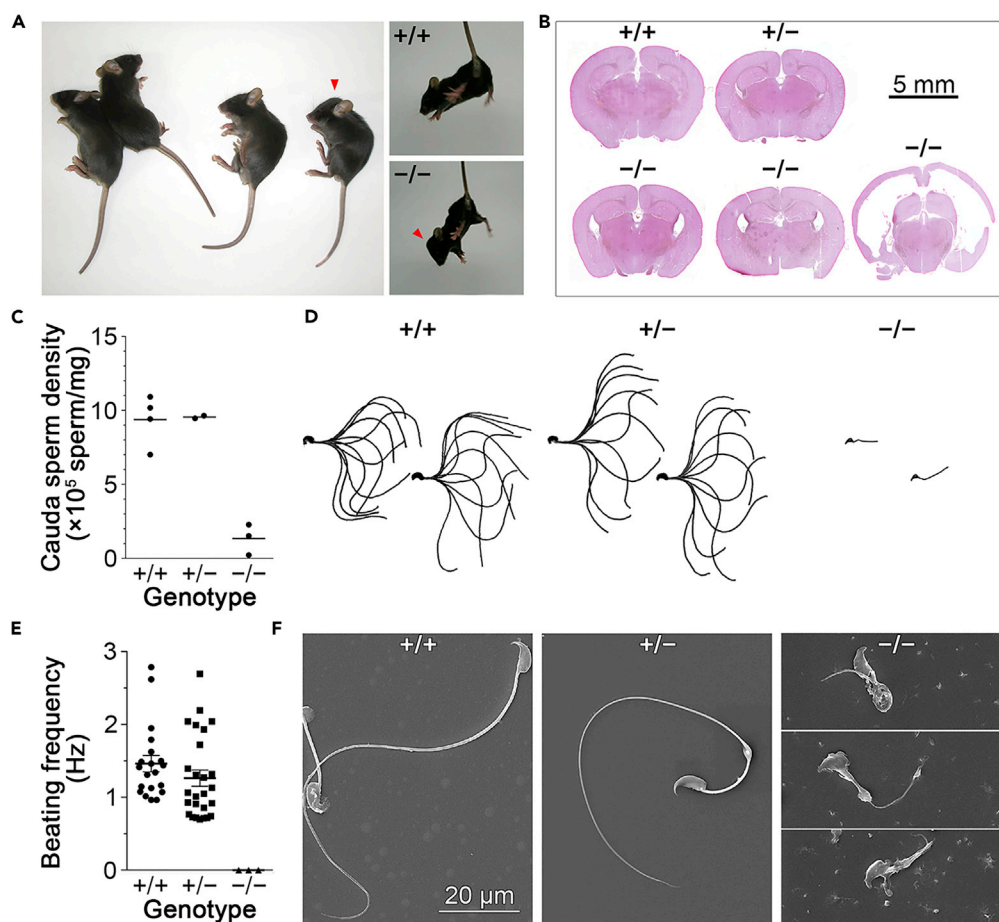 A
+/+
−/−
B
+/+ +/−
5 mm
−/− −/− −/−
C
Cauda sperm density
(×10⁵ sperm/mg)
15
10
5
0
+/+ +/− −/−
Genotype
D
+/+ +/− −/−
E
Beating frequency
(Hz)
3
2
1
0
+/+ +/− −/−
Genotype
F
+/+ +/− −/−
20 µm